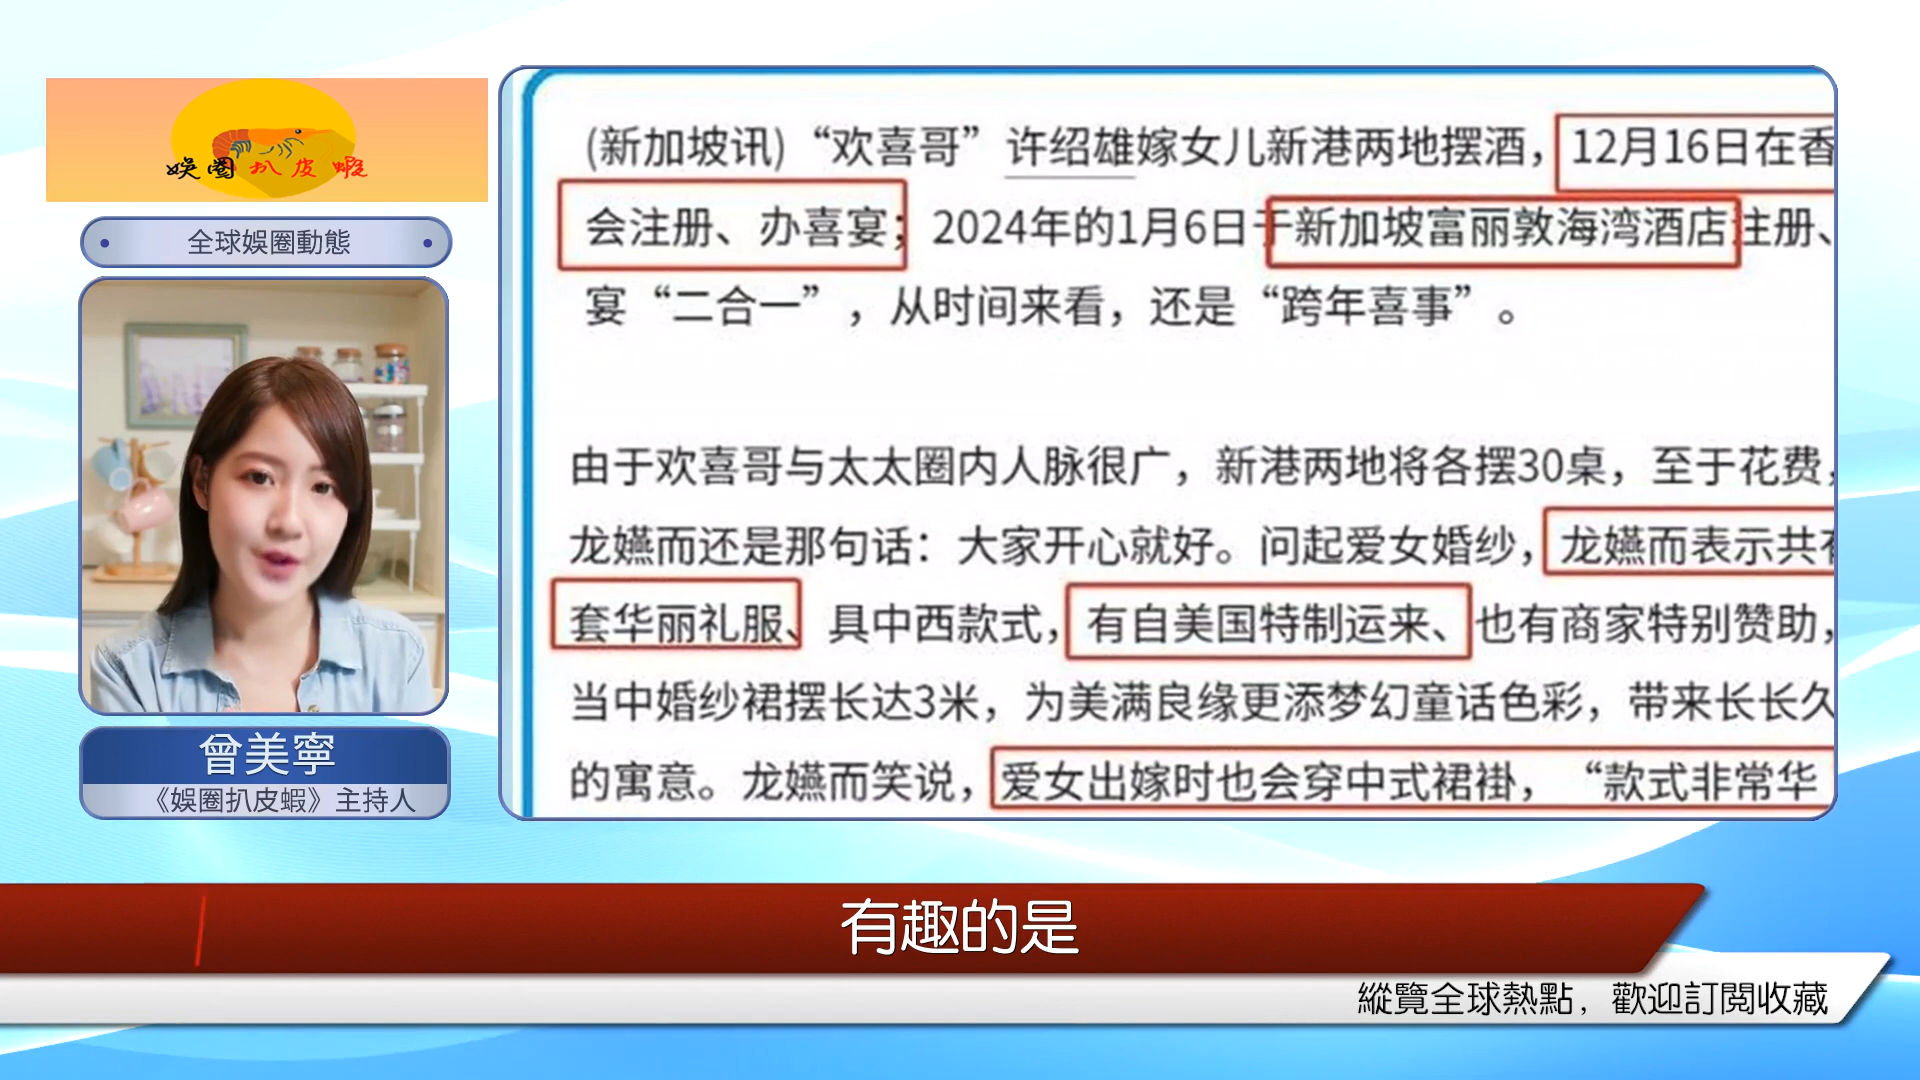 娛圈扒皮蝦
全球娛圈動態
曾美寧
《娛圈扒皮蝦》主持人
(新加坡讯)“欢喜哥”许绍雄嫁女儿新港两地摆酒，12月16日在香
会注册、办喜宴；2024年的1月6日于新加坡富丽敦海湾酒店注册、
宴“二合一”，从时间来看，还是“跨年喜事”。
由于欢喜哥与太太圈内人脉很广，新港两地将各摆30桌，至于花费，
龙嬿而还是那句话：大家开心就好。问起爱女婚纱，龙嬿而表示共有
套华丽礼服、具中西款式，有自美国特制运来、也有商家特别赞助，
当中婚纱裙摆长达3米，为美满良缘更添梦幻童话色彩，带来长长久
的寓意。龙嬿而笑说，爱女出嫁时也会穿中式裙褂，“款式非常华
有趣的是
縱覽全球熱點，歡迎訂閱收藏